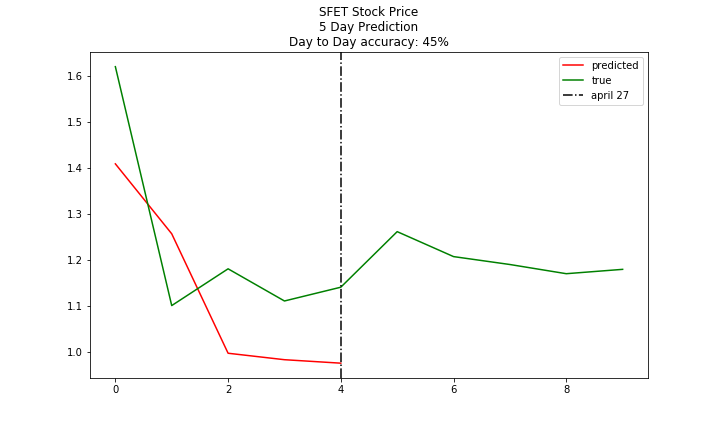 SFET Stock Price
5 Day Prediction
Day to Day accuracy: 45%
predicted
true
april 27
1.6
1.5
1.4
1.3
1.2
1.1
1.0
0 2 4 6 8